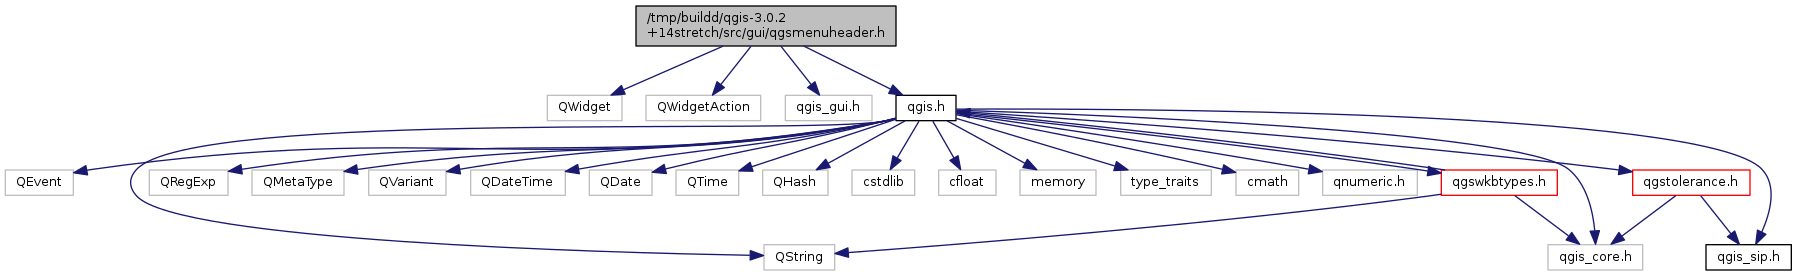 /tmp/buildd/qgis-3.0.2
+14stretch/src/gui/qgsmenuheader.h
QWidget
QWidgetAction
qgis_gui.h
qgis.h
QEvent
QRegExp
QMetaType
QVariant
QDateTime
QDate
QTime
QHash
cstdlib
cfloat
memory
type_traits
cmath
qnumeric.h
qgswkbtypes.h
qgstolerance.h
QString
qgis_core.h
qgis_sip.h